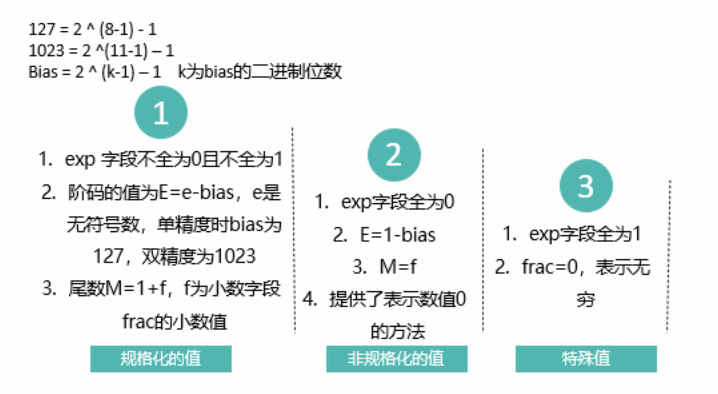 127 = 2 ^ (8-1) - 1
1023 = 2 ^(11-1) – 1
Bias = 2 ^ (k-1) – 1 k为bias的二进制位数
1
1. exp 字段不全为0且不全为1
2. 阶码的值为E=e-bias，e是
无符号数，单精度时bias为
127，双精度为1023
3. 尾数M=1+f，f为小数字段
frac的小数值
规格化的值
2
1. exp字段全为0
2. E=1-bias
3. M=f
4. 提供了表示数值0
的方法
非规格化的值
3
1. exp字段全为1
2. frac=0，表示无
穷
特殊值